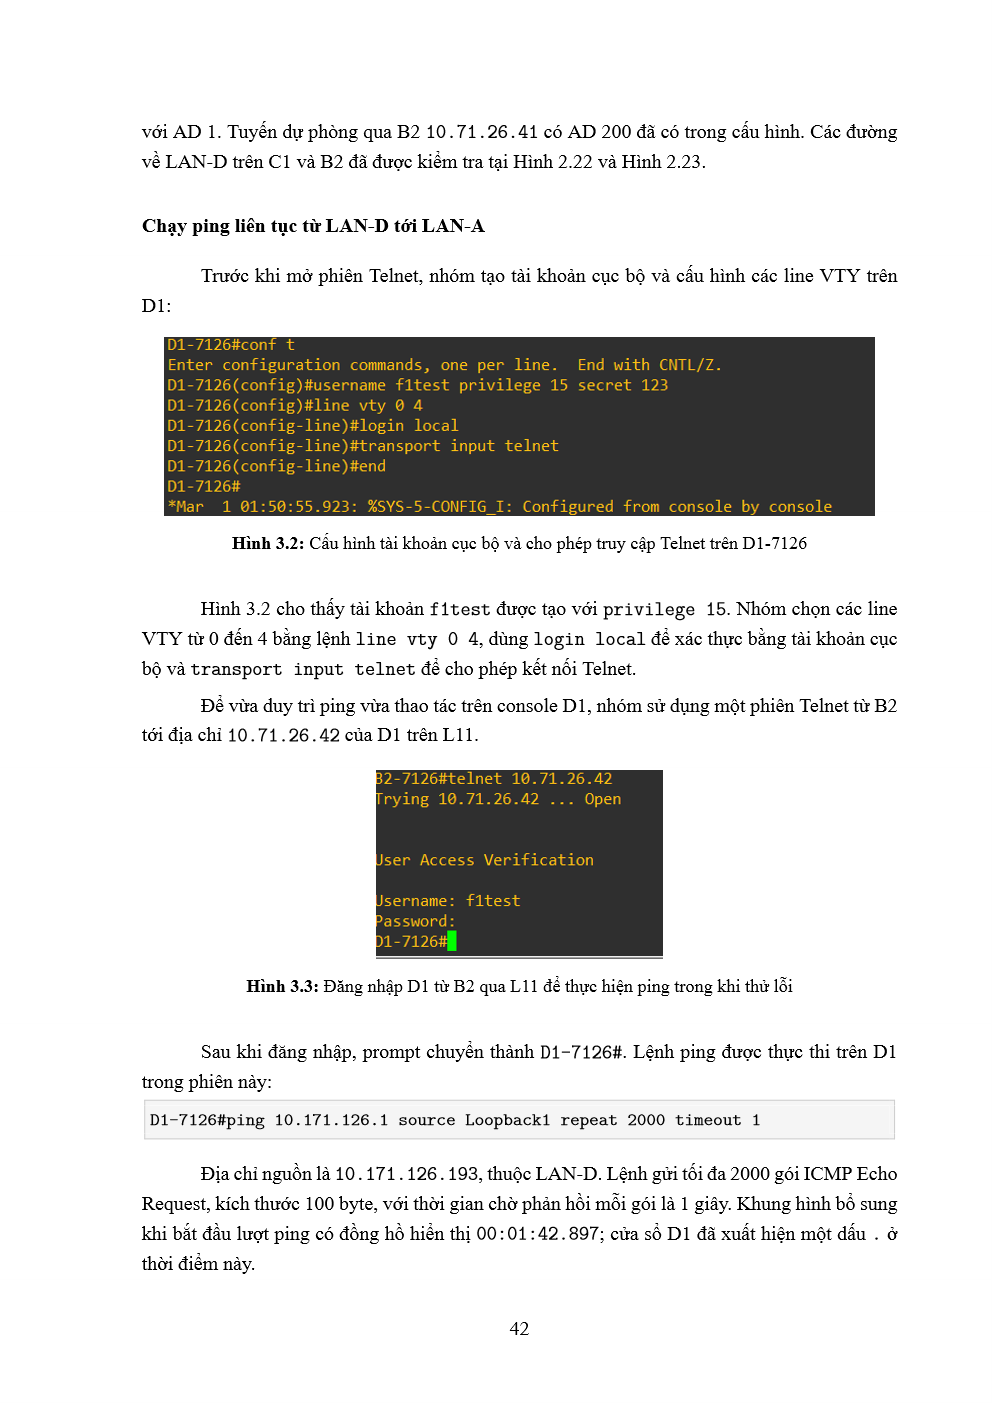 với AD 1. Tuyến dự phòng qua B2 10.71.26.41 có AD 200 đã có trong cấu hình. Các đường
về LAN-D trên C1 và B2 đã được kiểm tra tại Hình 2.22 và Hình 2.23.
Chạy ping liên tục từ LAN-D tới LAN-A
Trước khi mở phiên Telnet, nhóm tạo tài khoản cục bộ và cấu hình các line VTY trên
D1:
D1-7126#conf t
Enter configuration commands, one per line.  End with CNTL/Z.
D1-7126(config)#username f1test privilege 15 secret 123
D1-7126(config)#line vty 0 4
D1-7126(config-line)#login local
D1-7126(config-line)#transport input telnet
D1-7126(config-line)#end
D1-7126#
*Mar  1 01:50:55.923: %SYS-5-CONFIG_I: Configured from console by console
Hình 3.2: Cấu hình tài khoản cục bộ và cho phép truy cập Telnet trên D1-7126
Hình 3.2 cho thấy tài khoản f1test được tạo với privilege 15. Nhóm chọn các line
VTY từ 0 đến 4 bằng lệnh line vty 0 4, dùng login local để xác thực bằng tài khoản cục
bộ và transport input telnet để cho phép kết nối Telnet.
Để vừa duy trì ping vừa thao tác trên console D1, nhóm sử dụng một phiên Telnet từ B2
tới địa chỉ 10.71.26.42 của D1 trên L11.
B2-7126#telnet 10.71.26.42
Trying 10.71.26.42 ... Open
User Access Verification
Username: f1test
Password:
D1-7126#
Hình 3.3: Đăng nhập D1 từ B2 qua L11 để thực hiện ping trong khi thử lỗi
Sau khi đăng nhập, prompt chuyển thành D1-7126#. Lệnh ping được thực thi trên D1
trong phiên này:
D1-7126#ping 10.171.126.1 source Loopback1 repeat 2000 timeout 1
Địa chỉ nguồn là 10.171.126.193, thuộc LAN-D. Lệnh gửi tối đa 2000 gói ICMP Echo
Request, kích thước 100 byte, với thời gian chờ phản hồi mỗi gói là 1 giây. Khung hình bổ sung
khi bắt đầu lượt ping có đồng hồ hiển thị 00:01:42.897; cửa sổ D1 đã xuất hiện một dấu . ở
thời điểm này.
42